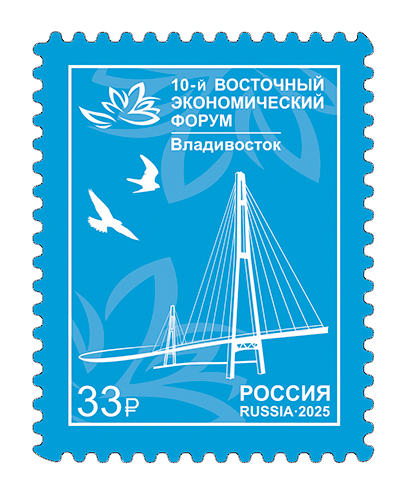 10-й ВОСТОЧНЫЙ
ЭКОНОМИЧЕСКИЙ
ФОРУМ
Владивосток
33₽
РОССИЯ
RUSSIA·2025